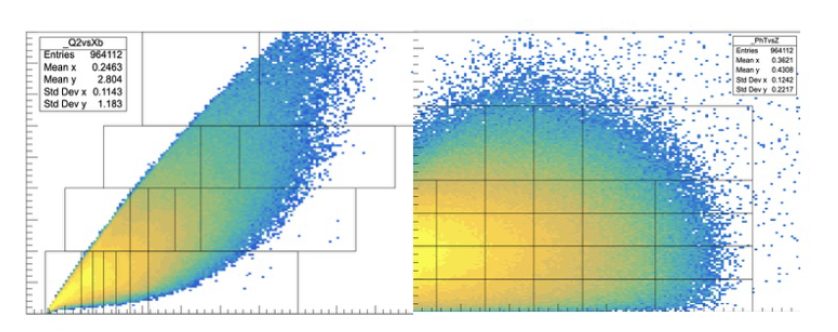 _Q2vsXb
Entries 964112
Mean x 0.2463
Mean y 2.804
Std Dev x 0.1143
Std Dev y 1.183
_PhTvsZ
Entries 964112
Mean x 0.3621
Mean y 0.4308
Std Dev x 0.1242
Std Dev y 0.2217